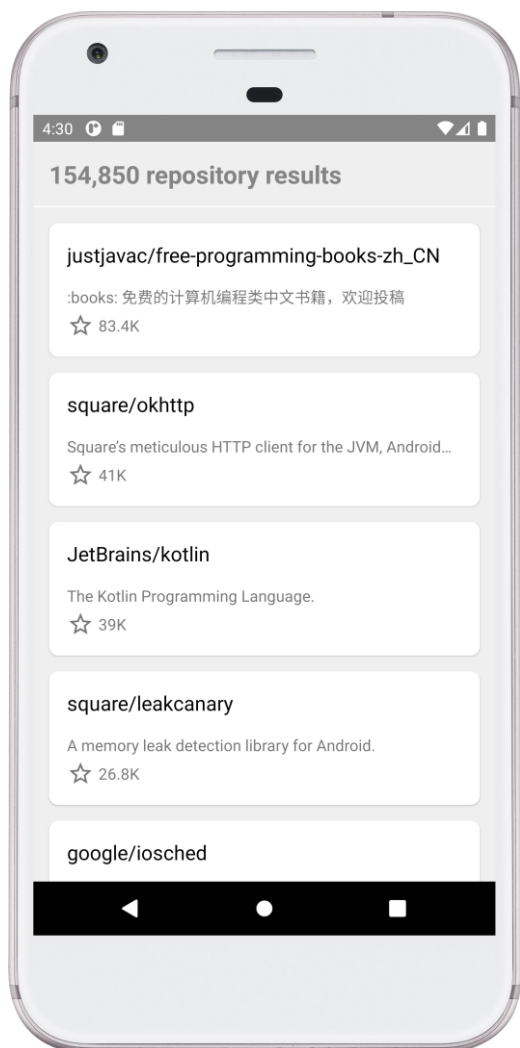 4:30
154,850 repository results
justjavac/free-programming-books-zh_CN
:books: 免费的计算机编程类中文书籍，欢迎投稿
83.4K
square/okhttp
Square’s meticulous HTTP client for the JVM, Android…
41K
JetBrains/kotlin
The Kotlin Programming Language.
39K
square/leakcanary
A memory leak detection library for Android.
26.8K
google/iosched